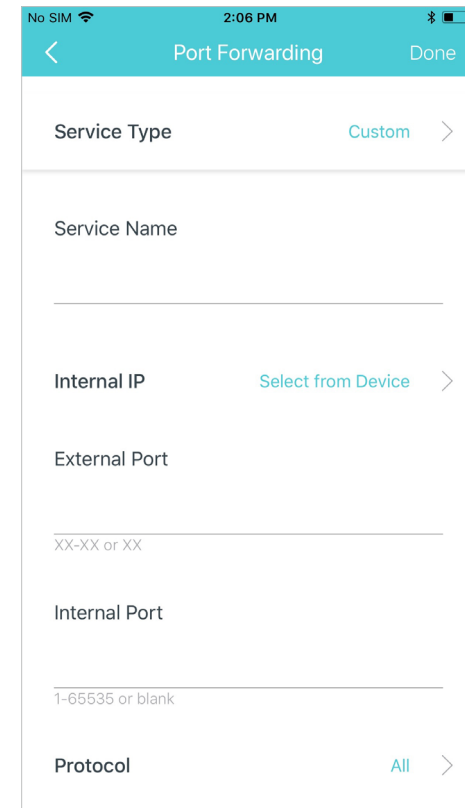 No SIM 2:06 PM
Port Forwarding Done
Service Type Custom
Service Name
Internal IP Select from Device
External Port
XX-XX or XX
Internal Port
1-65535 or blank
Protocol All